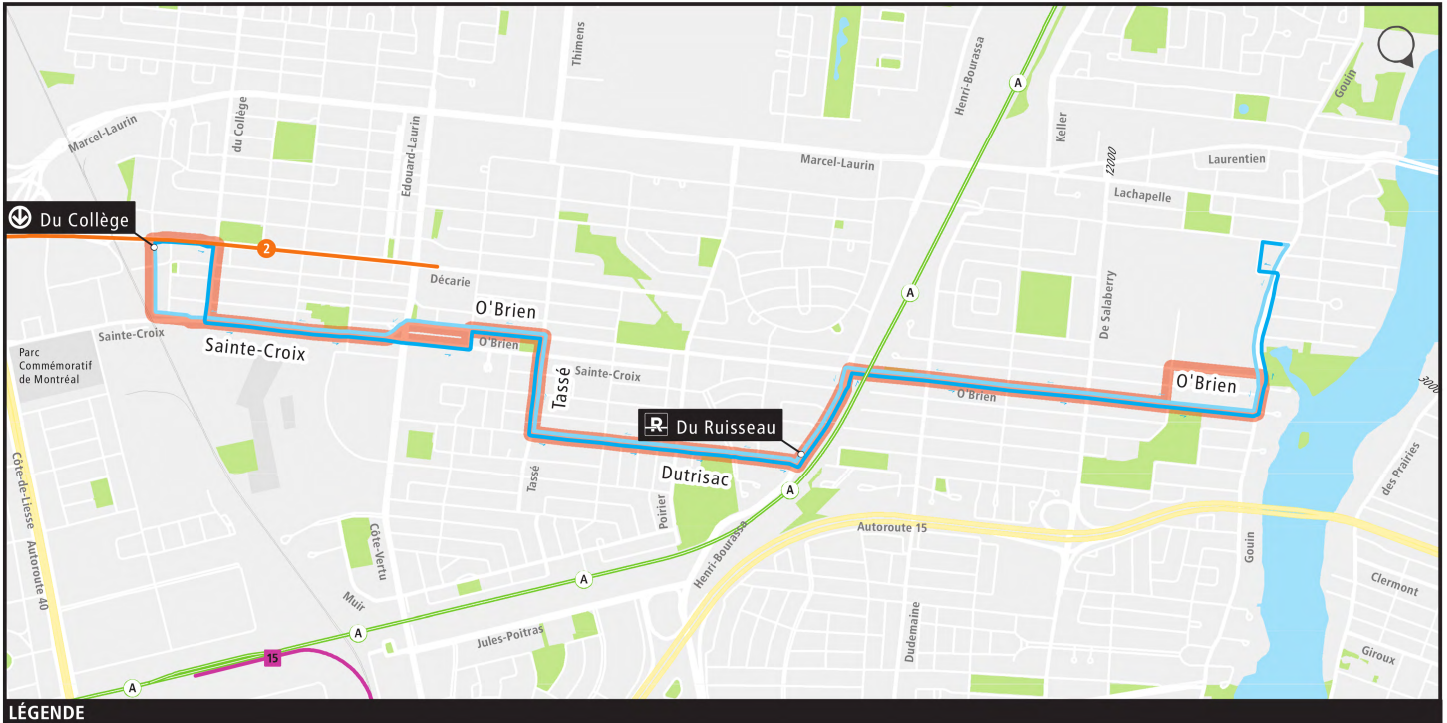 Thimens
Henri-Bourassa
A
Gouin
Marcel-Laurin
du Collège
Edouard-Laurin
Keller
12000
Marcel-Laurin
Laurentien
Lachapelle
Du Collège
2
Décarie
A
De Salaberry
O'Brien
Sainte-Croix
Sainte-Croix
O'Brien
Parc
Commémoratif
de Montréal
Sainte-Croix
Tassé
O'Brien
O'Brien
3000
R Du Ruisseau
Dutrisac
Tassé
Poirier
A
des Prairies
Côte-de-Liesse
Autoroute 40
Côte-Vertu
Henri-Bourassa
Autoroute 15
Gouin
A
Clermont
Muir
A
Jules-Poitras
Dudemaine
15
Giroux
A
LÉGENDE